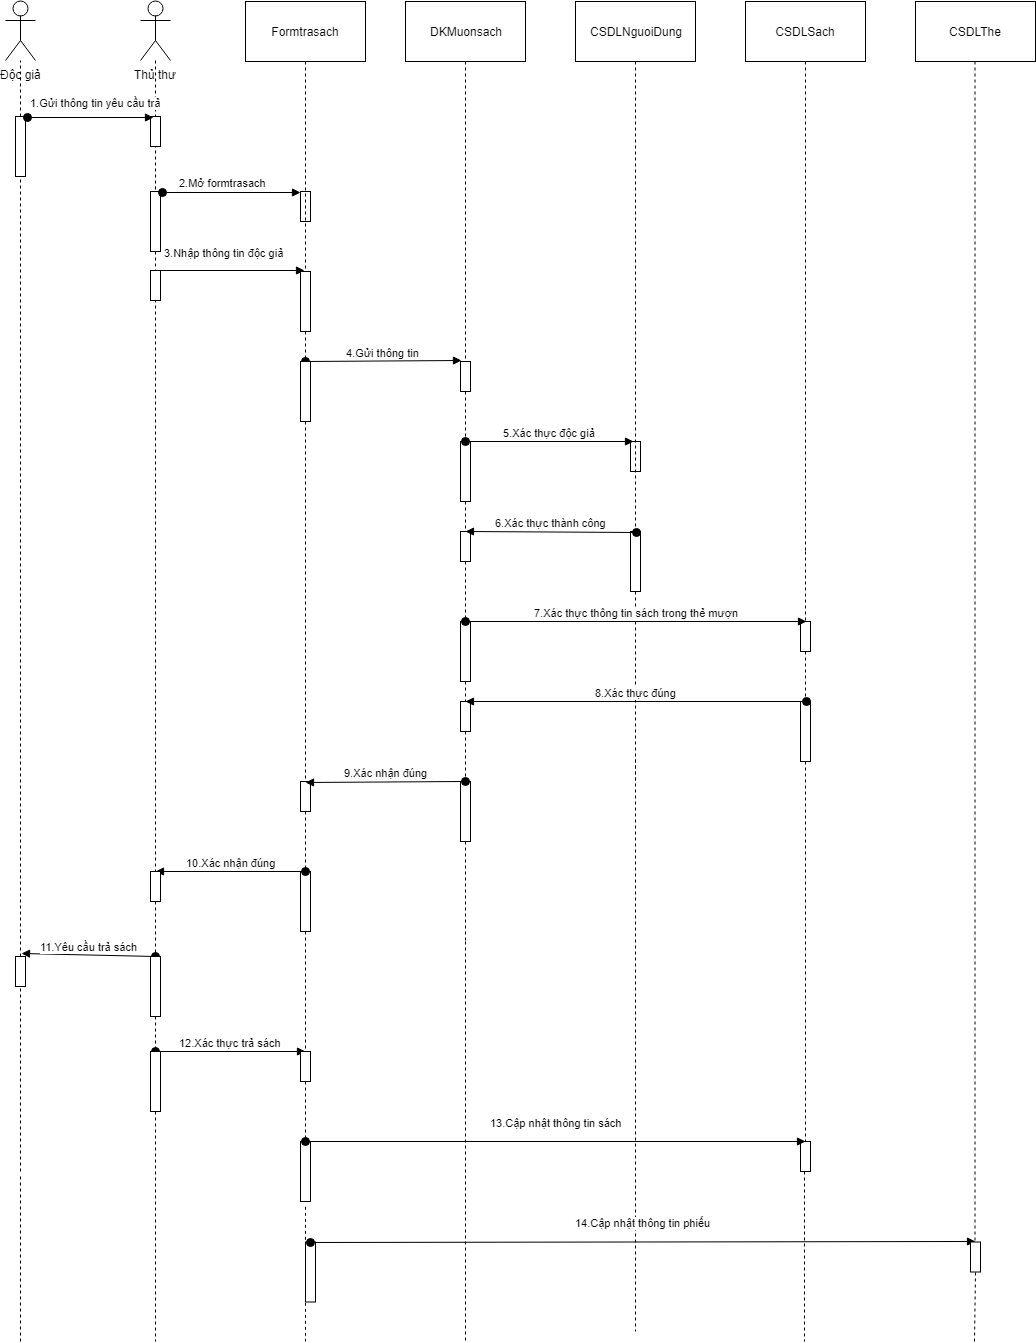 Độc giả
Thủ thư
Formtrasach
DKMuonsach
CSDLNguoiDung
CSDLSach
CSDLThe
1.Gửi thông tin yêu cầu trả
2.Mở formtrasach
3.Nhập thông tin độc giả
4.Gửi thông tin
5.Xác thực độc giả
6.Xác thực thành công
7.Xác thực thông tin sách trong thẻ mượn
8.Xác thực đúng
9.Xác nhận đúng
10.Xác nhận đúng
11.Yêu cầu trả sách
12.Xác thực trả sách
13.Cập nhật thông tin sách
14.Cập nhật thông tin phiếu